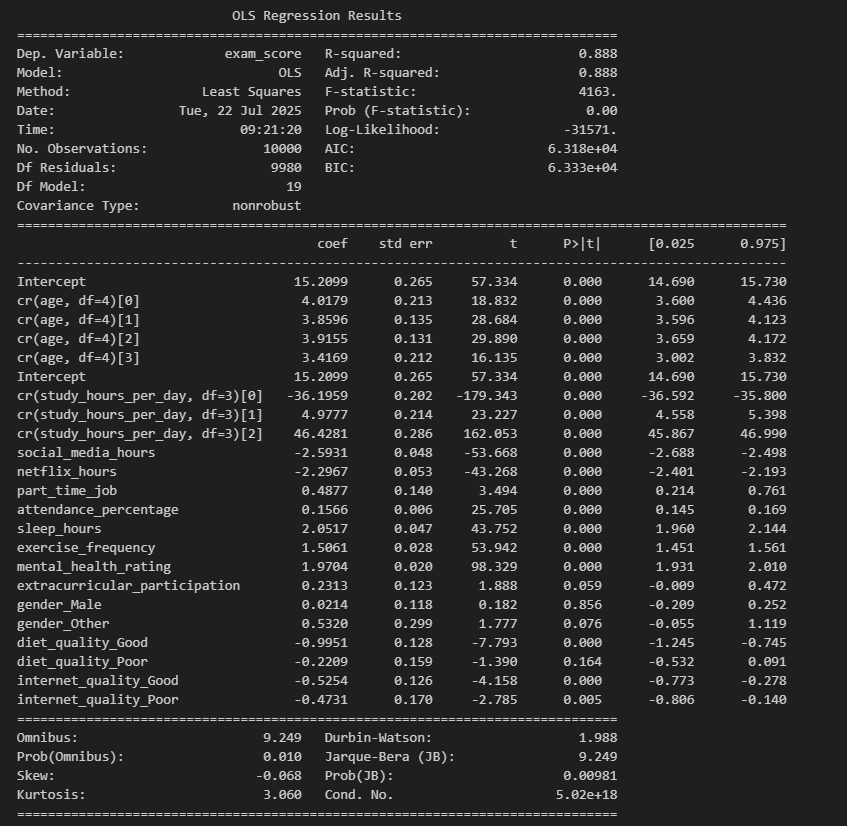 OLS Regression Results
==============================================================================
Dep. Variable:             exam_score   R-squared:                       0.888
Model:                            OLS   Adj. R-squared:                  0.888
Method:                 Least Squares   F-statistic:                     4163.
Date:                Tue, 22 Jul 2025   Prob (F-statistic):               0.00
Time:                        09:21:20   Log-Likelihood:                -31571.
No. Observations:               10000   AIC:                         6.318e+04
Df Residuals:                    9980   BIC:                         6.333e+04
Df Model:                          19
Covariance Type:            nonrobust
====================================================================================================
                                       coef    std err          t      P>|t|      [0.025      0.975]
----------------------------------------------------------------------------------------------------
Intercept                           15.2099      0.265     57.334      0.000      14.690      15.730
cr(age, df=4)[0]                     4.0179      0.213     18.832      0.000       3.600       4.436
cr(age, df=4)[1]                     3.8596      0.135     28.684      0.000       3.596       4.123
cr(age, df=4)[2]                     3.9155      0.131     29.890      0.000       3.659       4.172
cr(age, df=4)[3]                     3.4169      0.212     16.135      0.000       3.002       3.832
Intercept                           15.2099      0.265     57.334      0.000      14.690      15.730
cr(study_hours_per_day, df=3)[0]   -36.1959      0.202   -179.343      0.000     -36.592     -35.800
cr(study_hours_per_day, df=3)[1]     4.9777      0.214     23.227      0.000       4.558       5.398
cr(study_hours_per_day, df=3)[2]    46.4281      0.286    162.053      0.000      45.867      46.990
social_media_hours                  -2.5931      0.048    -53.668      0.000      -2.688      -2.498
netflix_hours                       -2.2967      0.053    -43.268      0.000      -2.401      -2.193
part_time_job                        0.4877      0.140      3.494      0.000       0.214       0.761
attendance_percentage                0.1566      0.006     25.705      0.000       0.145       0.169
sleep_hours                          2.0517      0.047     43.752      0.000       1.960       2.144
exercise_frequency                   1.5061      0.028     53.942      0.000       1.451       1.561
mental_health_rating                 1.9704      0.020     98.329      0.000       1.931       2.010
extracurricular_participation        0.2313      0.123      1.888      0.059      -0.009       0.472
gender_Male                          0.0214      0.118      0.182      0.856      -0.209       0.252
gender_Other                         0.5320      0.299      1.777      0.076      -0.055       1.119
diet_quality_Good                   -0.9951      0.128     -7.793      0.000      -1.245      -0.745
diet_quality_Poor                   -0.2209      0.159     -1.390      0.164      -0.532       0.091
internet_quality_Good               -0.5254      0.126     -4.158      0.000      -0.773      -0.278
internet_quality_Poor               -0.4731      0.170     -2.785      0.005      -0.806      -0.140
==============================================================================
Omnibus:                        9.249   Durbin-Watson:                   1.988
Prob(Omnibus):                  0.010   Jarque-Bera (JB):                9.249
Skew:                          -0.068   Prob(JB):                      0.00981
Kurtosis:                       3.060   Cond. No.                     5.02e+18
==============================================================================